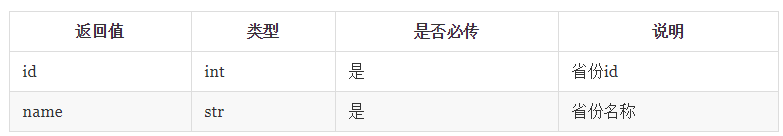 返回值 类型 是否必传 说明
id int 是 省份id
name str 是 省份名称